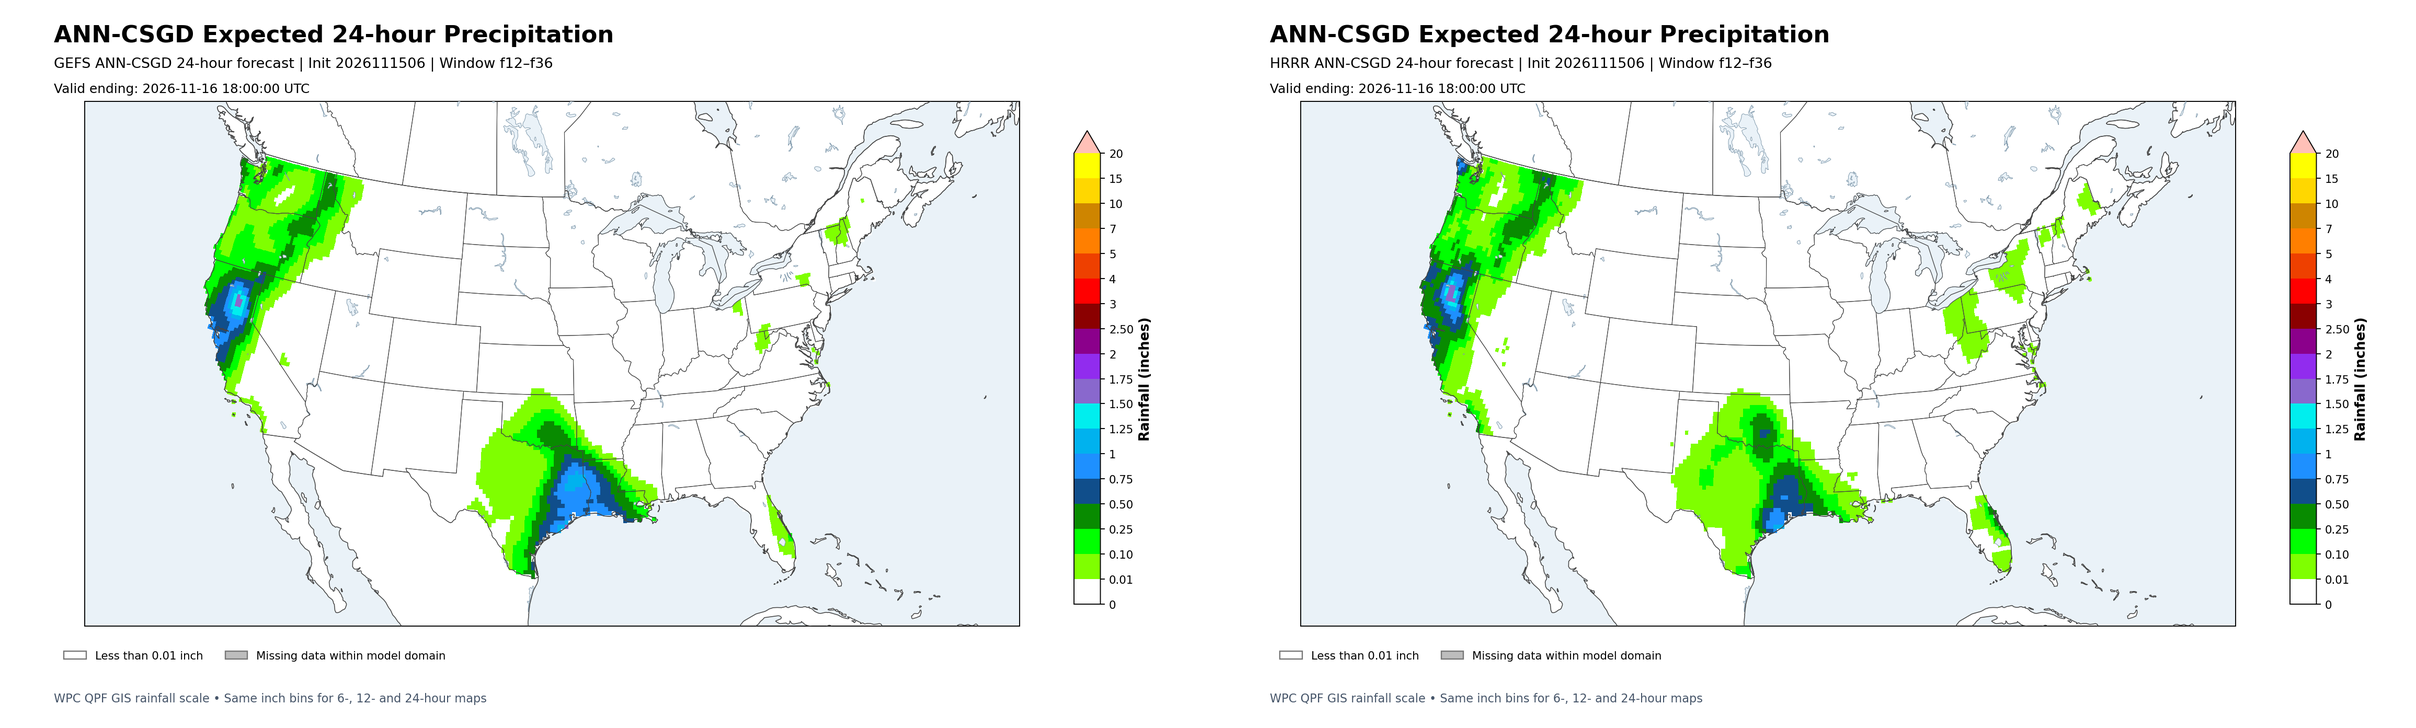 ANN-CSGD Expected 24-hour Precipitation
GEFS ANN-CSGD 24-hour forecast | Init 2026111506 | Window f12–f36
Valid ending: 2026-11-16 18:00:00 UTC
20
15
10
7
5
4
3
2.50
2
1.75
1.50
1.25
1
0.75
0.50
0.25
0.10
0.01
0
Rainfall (inches)
Less than 0.01 inch
Missing data within model domain
WPC QPF GIS rainfall scale • Same inch bins for 6-, 12- and 24-hour maps
ANN-CSGD Expected 24-hour Precipitation
HRRR ANN-CSGD 24-hour forecast | Init 2026111506 | Window f12–f36
Valid ending: 2026-11-16 18:00:00 UTC
20
15
10
7
5
4
3
2.50
2
1.75
1.50
1.25
1
0.75
0.50
0.25
0.10
0.01
0
Rainfall (inches)
Less than 0.01 inch
Missing data within model domain
WPC QPF GIS rainfall scale • Same inch bins for 6-, 12- and 24-hour maps